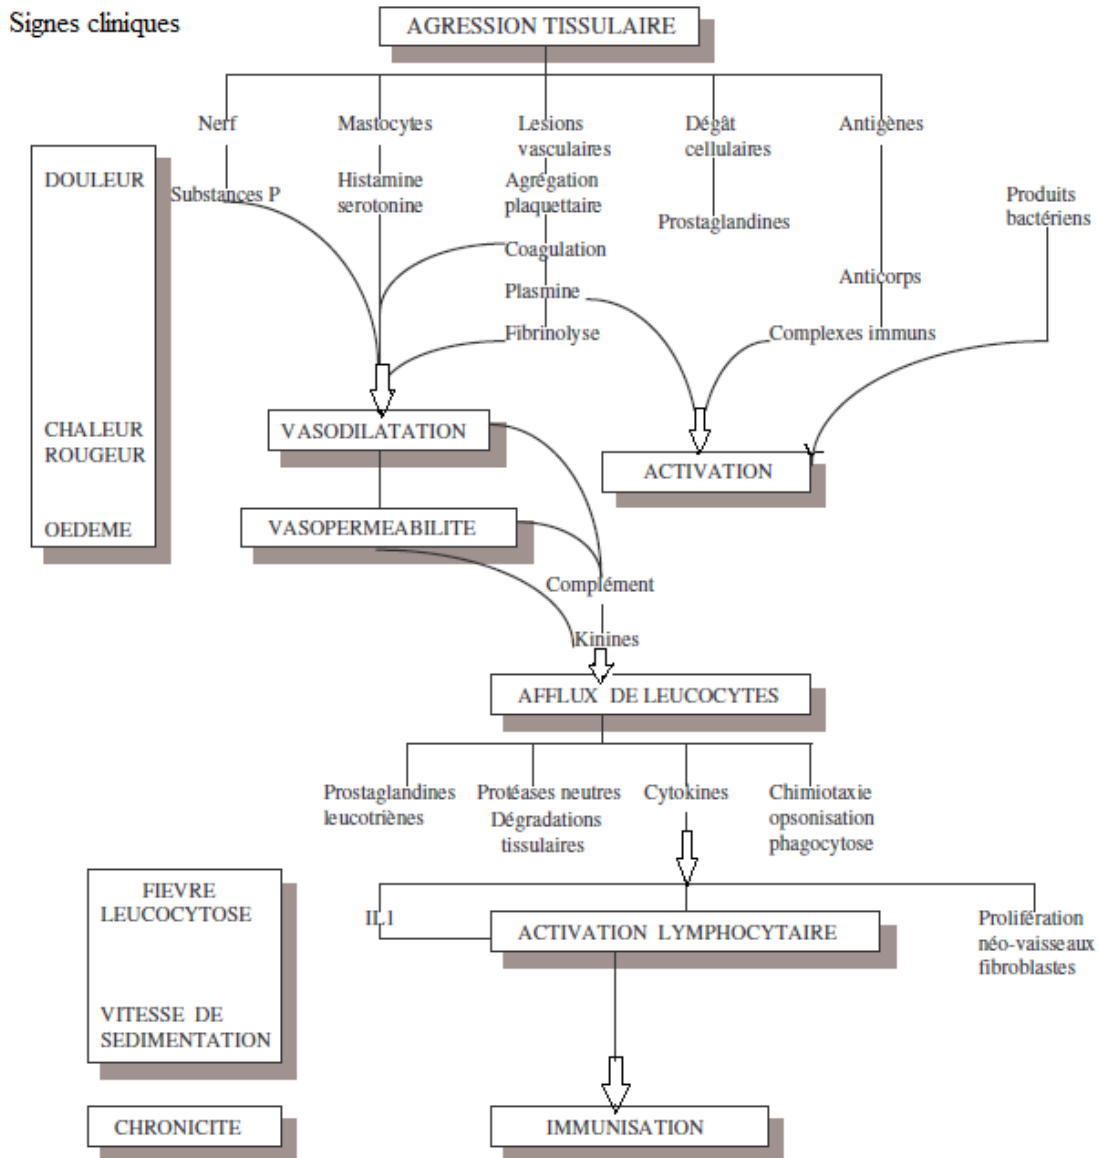 Signes cliniques
AGRESSION TISSULAIRE
Nerf
Mastocytes
Lesions
vasculaires
Dégât
cellulaires
Antigènes
DOULEUR
Substances P
Histamine
serotonine
Agrégation
plaquettaire
Prostaglandines
Produits
bactériens
Coagulation
Anticorps
Plasmine
Fibrinolyse
Complexes immuns
CHALEUR
ROUGEUR
VASODILATATION
ACTIVATION
OEDEME
VASOPERMEABILITE
Complément
Kinines
AFFLUX DE LEUCOCYTES
Prostaglandines
leucotriènes
Protéases neutres
Dégradations
tissulaires
Cytokines
Chimiotaxie
opsonisation
phagocytose
FIEVRE
LEUCOCYTOSE
IL1
ACTIVATION LYMPHOCYTAIRE
Prolifération
néo-vaisseaux
fibroblastes
VITESSE DE
SEDIMENTATION
CHRONICITE
IMMUNISATION